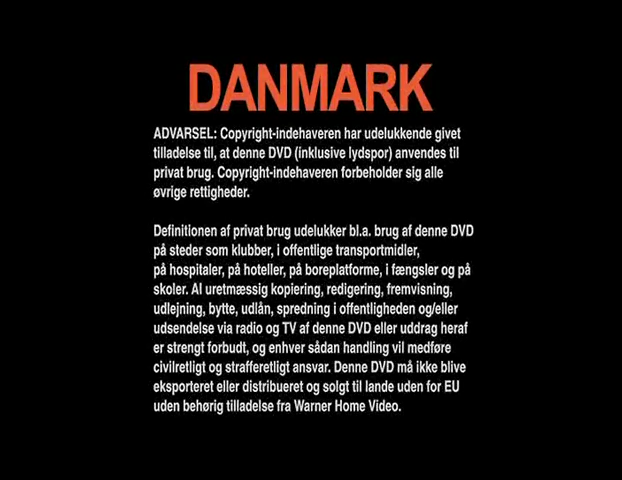 DANMARK
ADVARSEL: Copyright-indehaveren har udelukkende givet
tilladelse til, at denne DVD (inklusive lydspor) anvendes til
privat brug. Copyright-indehaveren forbeholder sig alle
øvrige rettigheder.
Definitionen af privat brug udelukker bl.a. brug af denne DVD
på steder som klubber, i offentlige transportmidler,
på hospitaler, på hoteller, på boreplatforme, i fængsler og på
skoler. Al uretmæssig kopiering, redigering, fremvisning,
udlejning, bytte, udlån, spredning i offentligheden og/eller
udsendelse via radio og TV af denne DVD eller uddrag heraf
er strengt forbudt, og enhver sådan handling vil medføre
civilretligt og strafferetligt ansvar. Denne DVD må ikke blive
eksporteret eller distribueret og solgt til lande uden for EU
uden behørig tilladelse fra Warner Home Video.